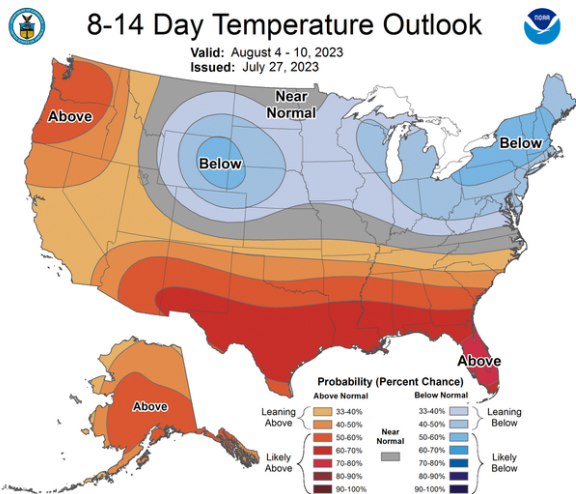 8-14 Day Temperature Outlook
Valid: August 4 - 10, 2023
Issued: July 27, 2023
NOAA
Above
Near
Normal
Below
Below
Above
Above
Probability (Percent Chance)
Above Normal
Below Normal
Leaning
Above
33-40%
40-50%
Likely
Above
50-60%
60-70%
70-80%
80-90%
90-100%
Near
Normal
33-40%
40-50%
Leaning
Below
50-60%
60-70%
70-80%
80-90%
90-100%
Likely
Below